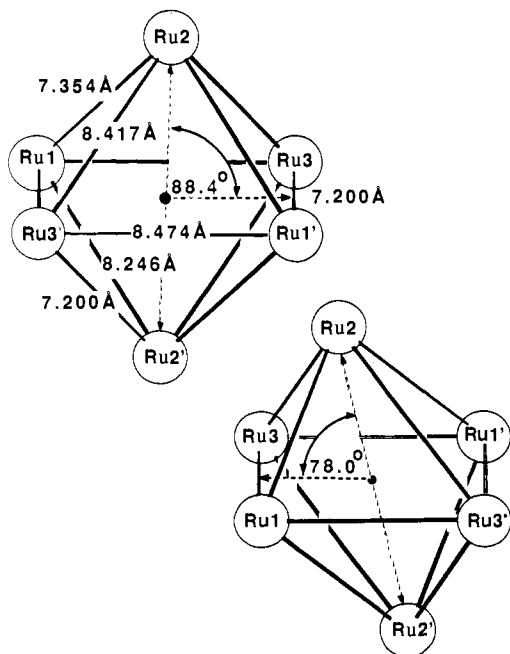 Ru2
7.354Å
8.417Å
Ru1
Ru3
88.4°
7.200Å
Ru3'
8.474Å
Ru1'
8.246Å
7.200Å
Ru2'
Ru2
Ru3
Ru1'
78.0°
Ru1
Ru3'
Ru2'